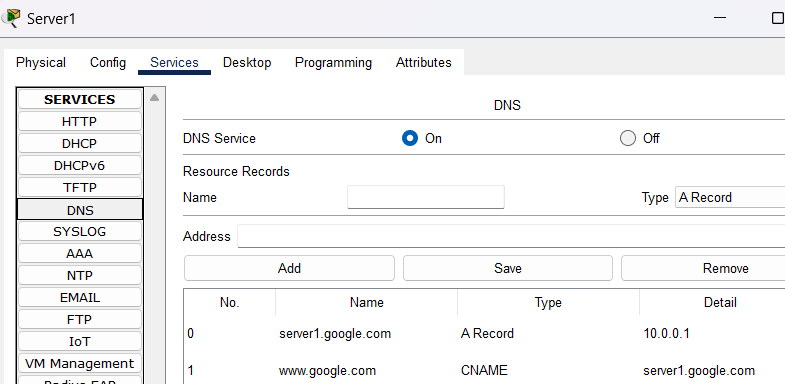 Server1
Physical Config Services Desktop Programming Attributes
SERVICES
HTTP
DHCP
DHCPv6
TFTP
DNS
SYSLOG
AAA
NTP
EMAIL
FTP
IoT
VM Management
Radius EAP
DNS
DNS Service On Off
Resource Records
Name Type A Record
Address
Add Save Remove
No. Name Type Detail
0 server1.google.com A Record 10.0.0.1
1 www.google.com CNAME server1.google.com